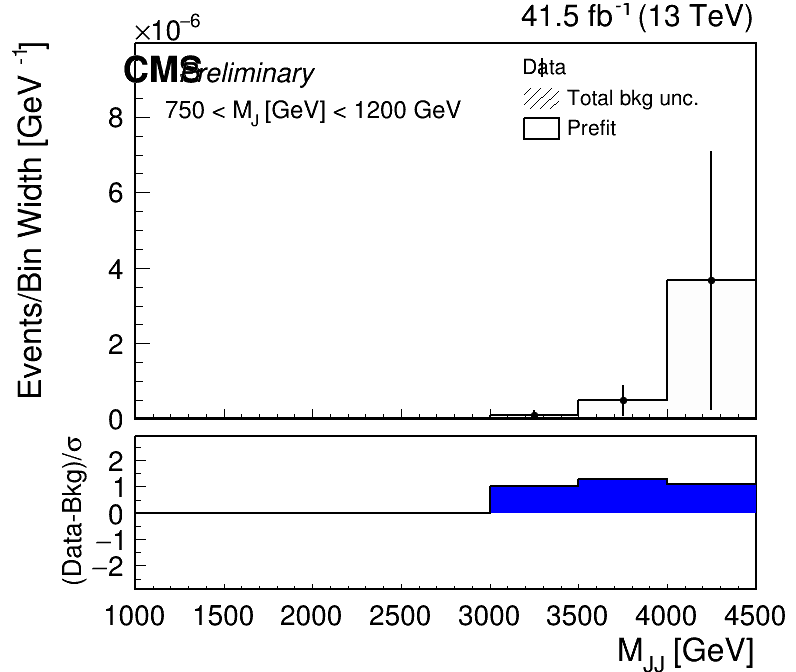 ×10⁻⁶
41.5 fb⁻¹ (13 TeV)
CMS Preliminary
750 < M_J [GeV] < 1200 GeV
Data
Total bkg unc.
Prefit
Events/Bin Width [GeV⁻¹]
8
6
4
2
0
(Data-Bkg)/σ
2
1
0
−1
−2
1000 1500 2000 2500 3000 3500 4000 4500
M_JJ [GeV]